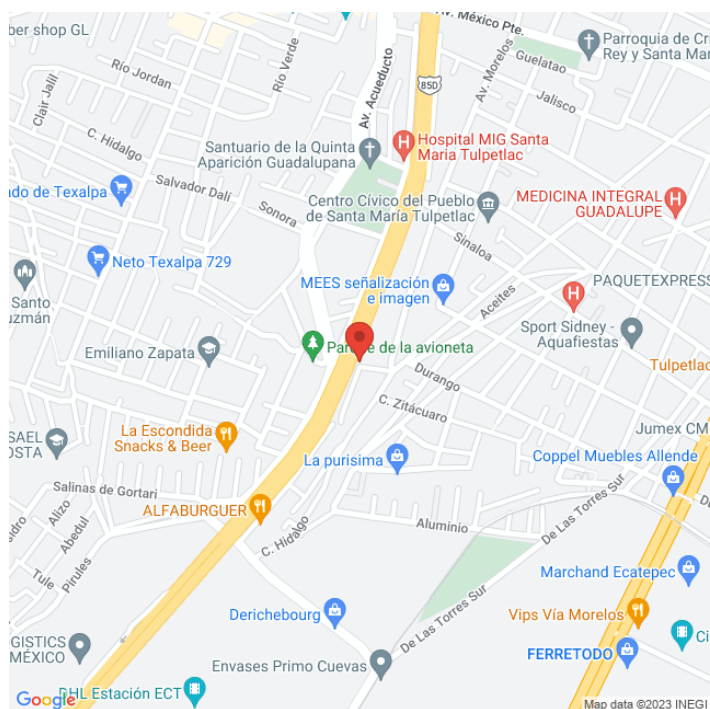 ber shop GL
Av. México Pte.
Parroquia de Cri
Rey y Santa Mar
Guelatao
Av. Morelos
Río Verde
Río Jordan
Clair Jalil
Av. Acueducto
85D
Jalisco
C. Hidalgo
Santuario de la Quinta
Aparición Guadalupana
Hospital MIG Santa
María Tulpetlac
Salvador Dalí
ado de Texalpa
Sonora
Centro Cívico del Pueblo
de Santa María Tulpetlac
MEDICINA INTEGRAL
GUADALUPE
Sinaloa
Neto Texalpa 729
MEES señalización
e imagen
Aceites
PAQUETEXPRESS
Santo
uzmán
Sport Sidney -
Aquafiestas
Emiliano Zapata
Parque de la avioneta
Tulpetlac
Durango
C. Zitácuaro
La Escondida
Snacks & Beer
SAEL
OSTA
Jumex CM
La purisima
Coppel Muebles Allende
Salinas de Gortari
ALFABURGUER
Alizo
Abedul
Tule
Pirules
C. Hidalgo
Aluminio
De Las Torres Sur
Marchand Ecatepec
Derichebourg
Vips Vía Morelos
De Las Torres Sur
OGISTICS
MÉXICO
FERRETODO
Envases Primo Cuevas
DHL Estación ECT
Google
Map data ©2023 INEGI